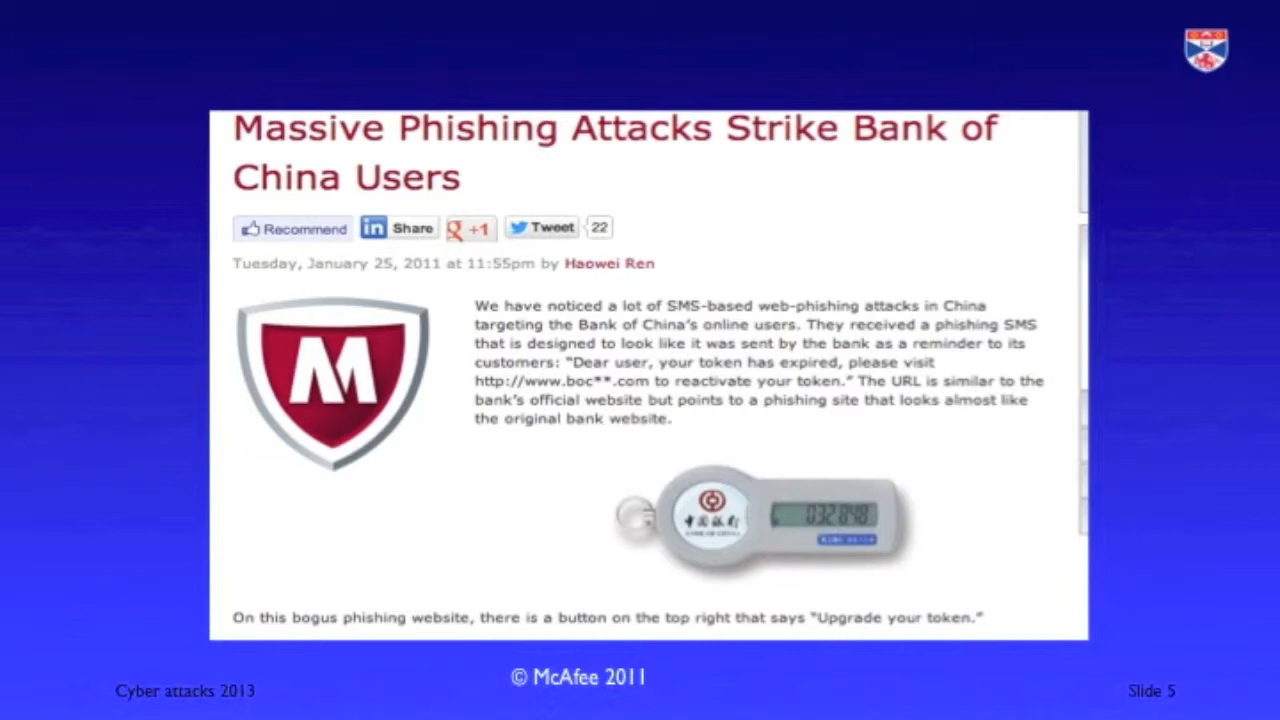 Massive Phishing Attacks Strike Bank of
China Users
Recommend
in Share
g +1
Tweet
22
Tuesday, January 25, 2011 at 11:55pm by Haowei Ren
We have noticed a lot of SMS-based web-phishing attacks in China
targeting the Bank of China's online users. They received a phishing SMS
that is designed to look like it was sent by the bank as a reminder to its
customers: "Dear user, your token has expired, please visit
http://www.boc**.com to reactivate your token." The URL is similar to the
bank's official website but points to a phishing site that looks almost like
the original bank website.
M
中国银行
032848
On this bogus phishing website, there is a button on the top right that says "Upgrade your token."
© McAfee 2011
Cyber attacks 2013
Slide 5